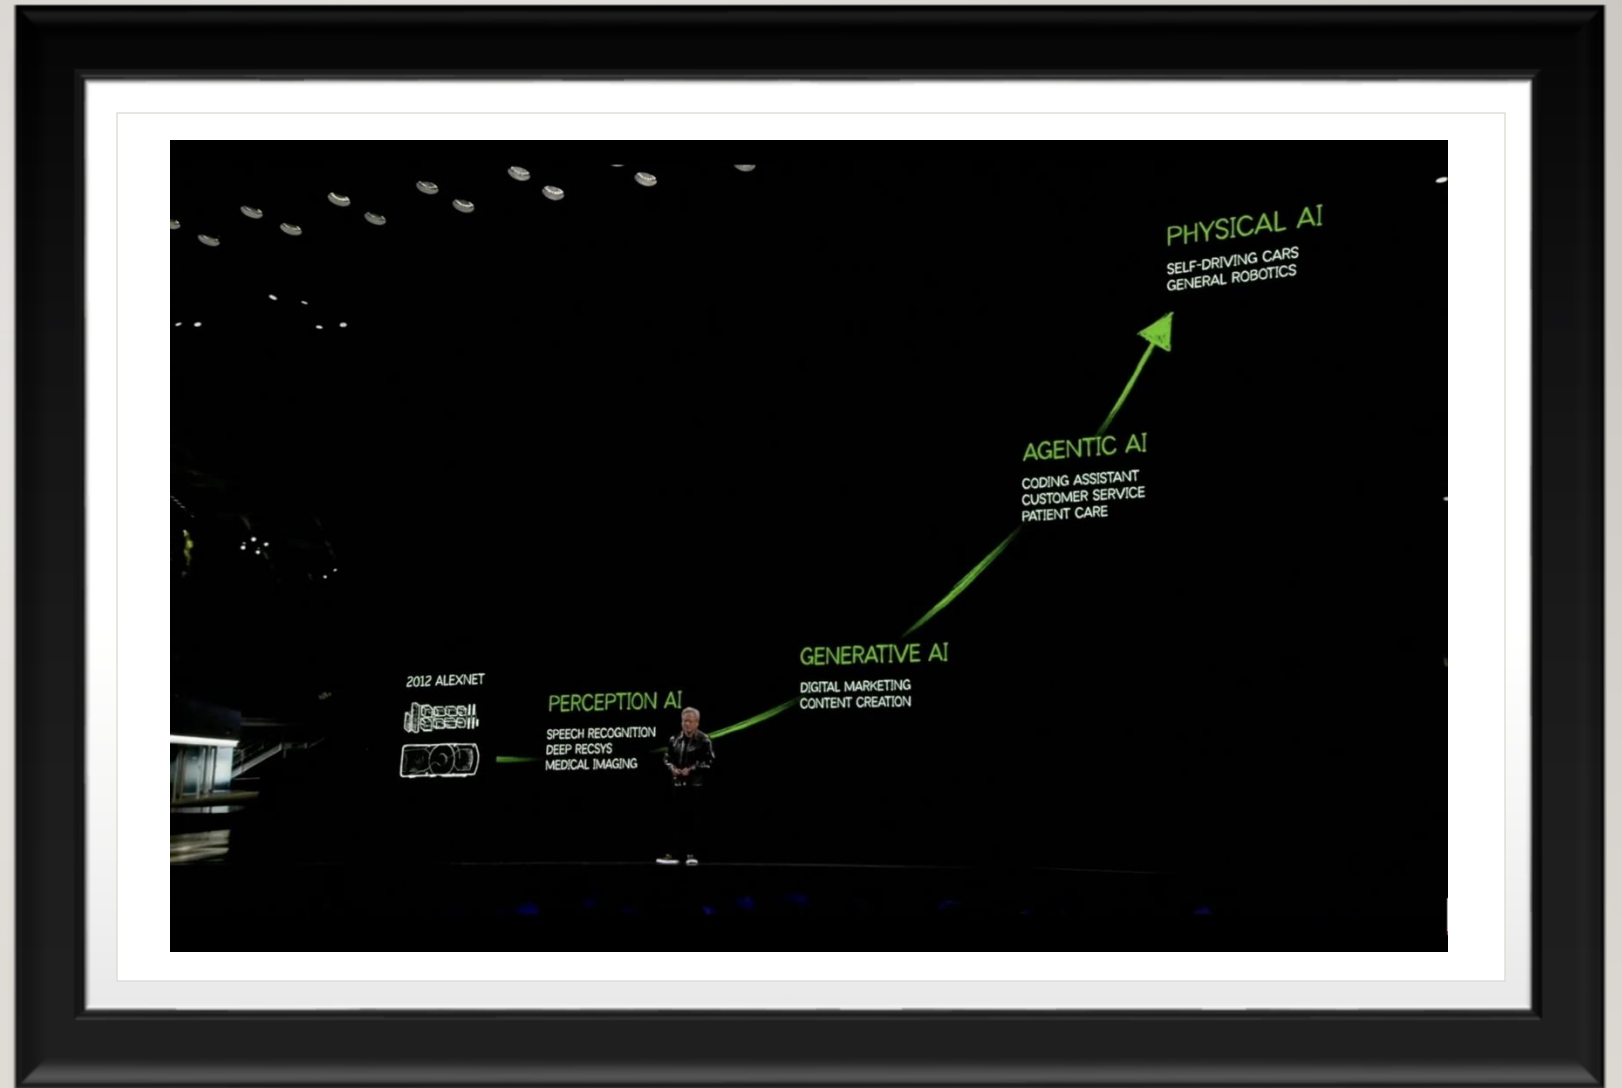 2012 ALEXNET
PERCEPTION AI
SPEECH RECOGNITION
DEEP RECSYS
MEDICAL IMAGING
GENERATIVE AI
DIGITAL MARKETING
CONTENT CREATION
AGENTIC AI
CODING ASSISTANT
CUSTOMER SERVICE
PATIENT CARE
PHYSICAL AI
SELF-DRIVING CARS
GENERAL ROBOTICS